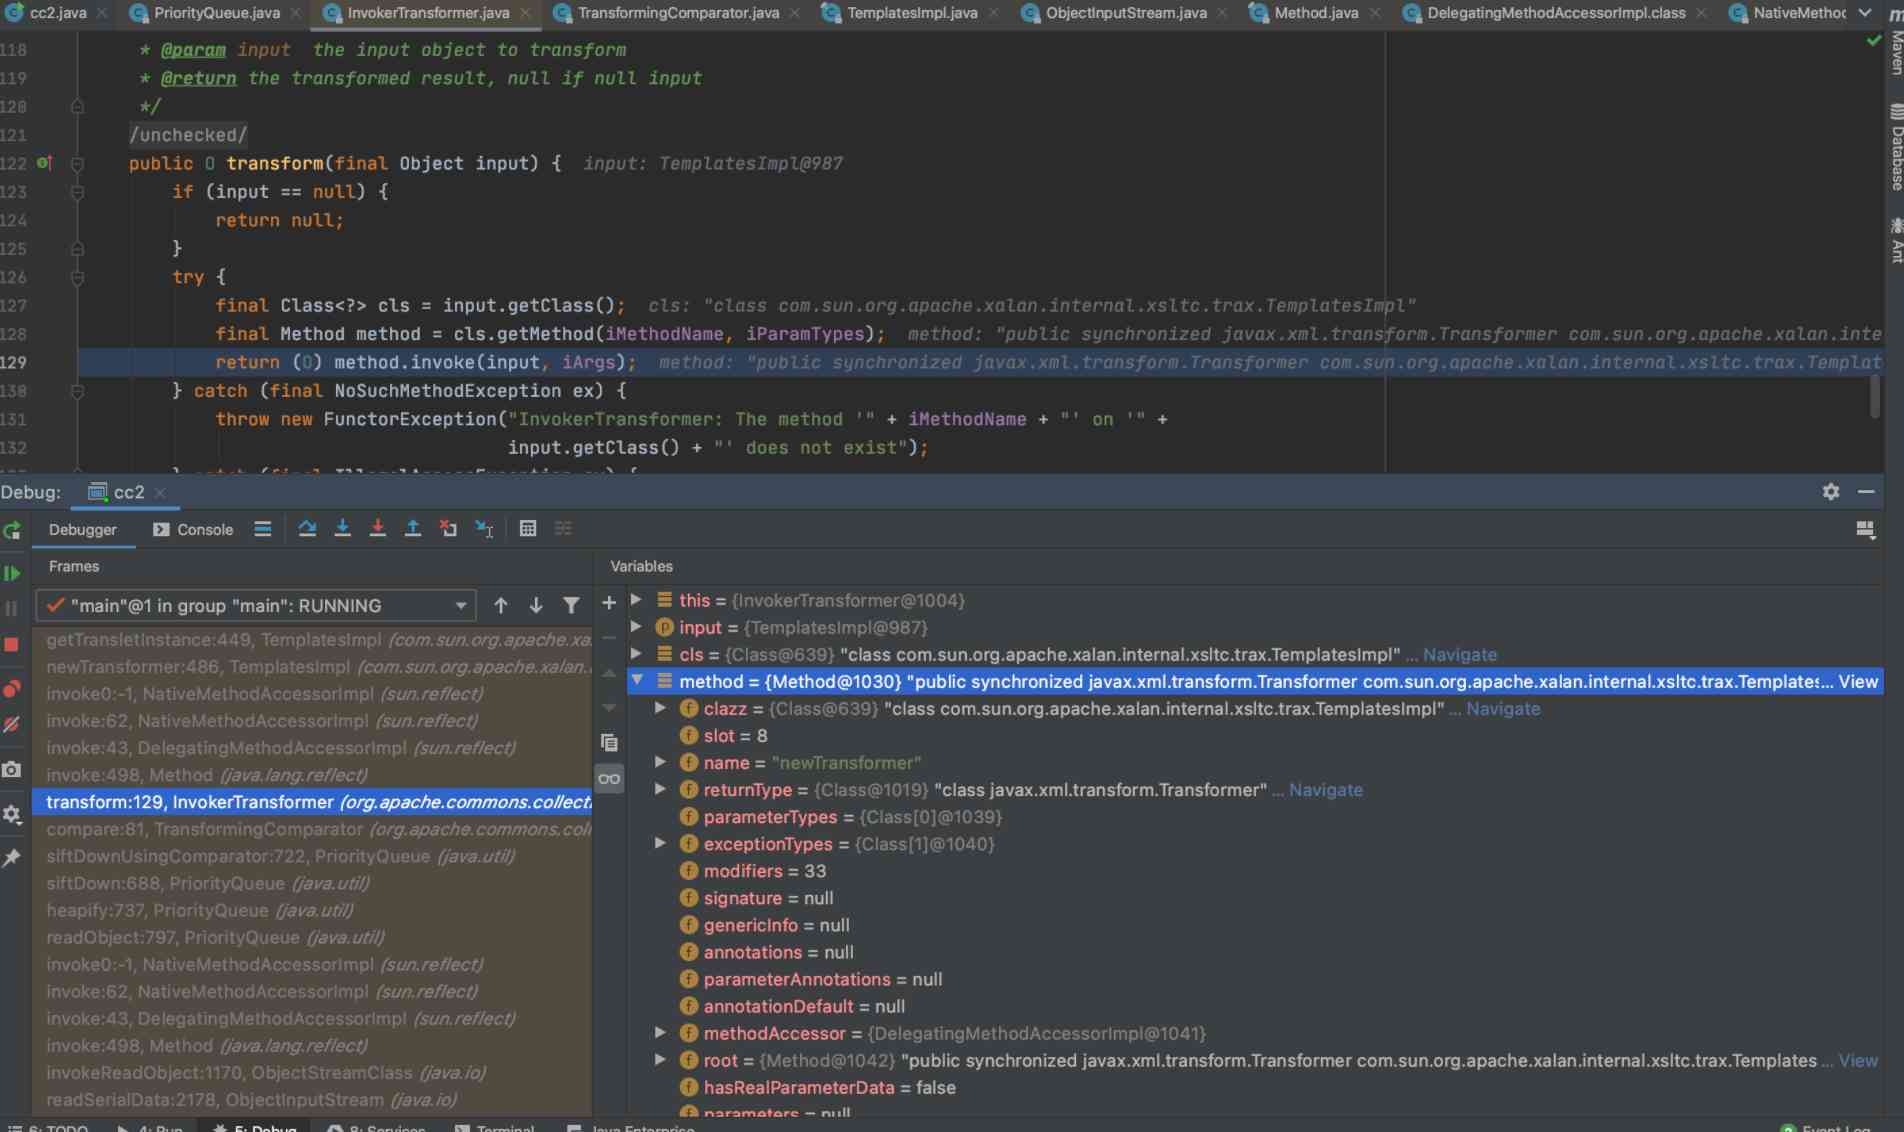 cc2.java PriorityQueue.java InvokerTransformer.java TransformingComparator.java TemplatesImpl.java ObjectInputStream.java Method.java DelegatingMethodAccessorImpl.class NativeMethod
118 * @param input the input object to transform
119 * @return the transformed result, null if null input
120 */
121 /unchecked/
122 public O transform(final Object input) { input: TemplatesImpl@987
123 if (input == null) {
124 return null;
125 }
126 try {
127 final Class<?> cls = input.getClass(); cls: "class com.sun.org.apache.xalan.internal.xsltc.trax.TemplatesImpl"
128 final Method method = cls.getMethod(iMethodName, iParamTypes); method: "public synchronized javax.xml.transform.Transformer com.sun.org.apache.xalan.inte
129 return (O) method.invoke(input, iArgs); method: "public synchronized javax.xml.transform.Transformer com.sun.org.apache.xalan.internal.xsltc.trax.Templat
130 } catch (final NoSuchMethodException ex) {
131 throw new FunctorException("InvokerTransformer: The method '" + iMethodName + "' on '" +
132 input.getClass() + "' does not exist");
} catch (final IllegalAccessException ex) {
Maven
Database
Ant
Debug: cc2
Debugger Console
Frames
"main"@1 in group "main": RUNNING
getTransletInstance:449, TemplatesImpl (com.sun.org.apache.xa
newTransformer:486, TemplatesImpl (com.sun.org.apache.xalan.
invoke0:-1, NativeMethodAccessorImpl (sun.reflect)
invoke:62, NativeMethodAccessorImpl (sun.reflect)
invoke:43, DelegatingMethodAccessorImpl (sun.reflect)
invoke:498, Method (java.lang.reflect)
transform:129, InvokerTransformer (org.apache.commons.collect
compare:81, TransformingComparator (org.apache.commons.coll
siftDownUsingComparator:722, PriorityQueue (java.util)
siftDown:688, PriorityQueue (java.util)
heapify:737, PriorityQueue (java.util)
readObject:797, PriorityQueue (java.util)
invoke0:-1, NativeMethodAccessorImpl (sun.reflect)
invoke:62, NativeMethodAccessorImpl (sun.reflect)
invoke:43, DelegatingMethodAccessorImpl (sun.reflect)
invoke:498, Method (java.lang.reflect)
invokeReadObject:1170, ObjectStreamClass (java.io)
readSerialData:2178, ObjectInputStream (java.io)
Variables
this = {InvokerTransformer@1004}
input = {TemplatesImpl@987}
cls = {Class@639} "class com.sun.org.apache.xalan.internal.xsltc.trax.TemplatesImpl" ... Navigate
method = {Method@1030} "public synchronized javax.xml.transform.Transformer com.sun.org.apache.xalan.internal.xsltc.trax.Templates... View
clazz = {Class@639} "class com.sun.org.apache.xalan.internal.xsltc.trax.TemplatesImpl" ... Navigate
slot = 8
name = "newTransformer"
returnType = {Class@1019} "class javax.xml.transform.Transformer" ... Navigate
parameterTypes = {Class[0]@1039}
exceptionTypes = {Class[1]@1040}
modifiers = 33
signature = null
genericInfo = null
annotations = null
parameterAnnotations = null
annotationDefault = null
methodAccessor = {DelegatingMethodAccessorImpl@1041}
root = {Method@1042} "public synchronized javax.xml.transform.Transformer com.sun.org.apache.xalan.internal.xsltc.trax.Templates ... View
hasRealParameterData = false
parameters = null
6: TODO 4: Run 5: Debug 8: Services Terminal Java Enterprise Event Log